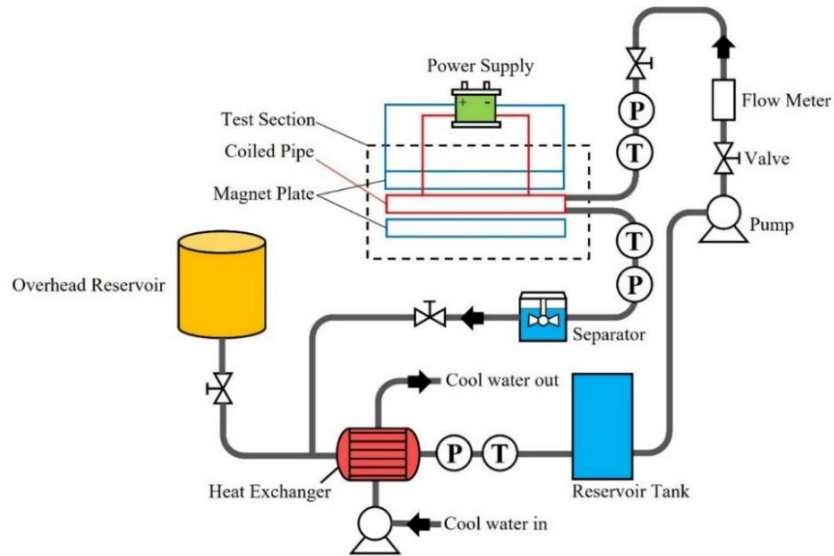 Power Supply
+ -
Test Section
Coiled Pipe
Magnet Plate
P
T
Flow Meter
Valve
Pump
T
P
Overhead Reservoir
Separator
Cool water out
P
T
Heat Exchanger
Reservoir Tank
Cool water in